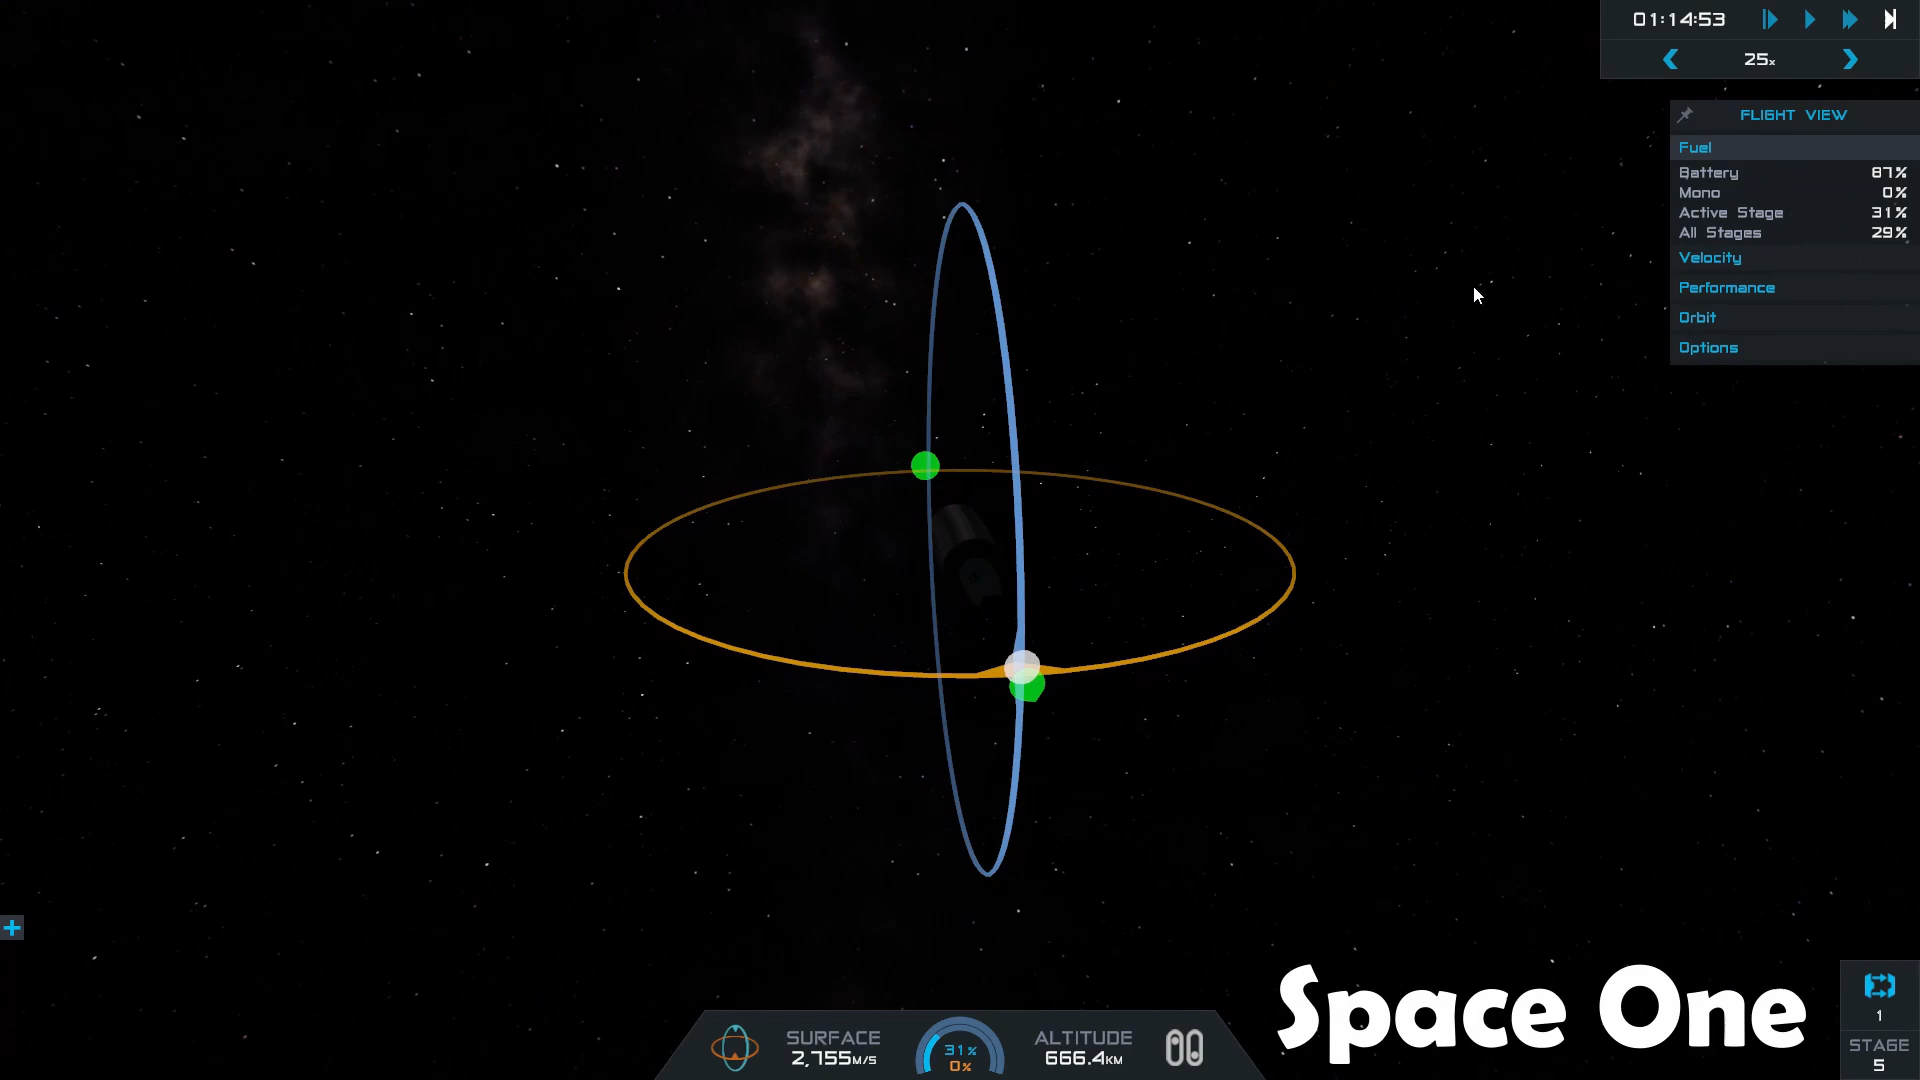 01:14:53
25x
FLIGHT VIEW
Fuel
Battery 87%
Mono 0%
Active Stage 31%
All Stages 29%
Velocity
Performance
Orbit
Options
Space One
1
STAGE
5
SURFACE
2,755M/S
31%
0%
ALTITUDE
666.4KM